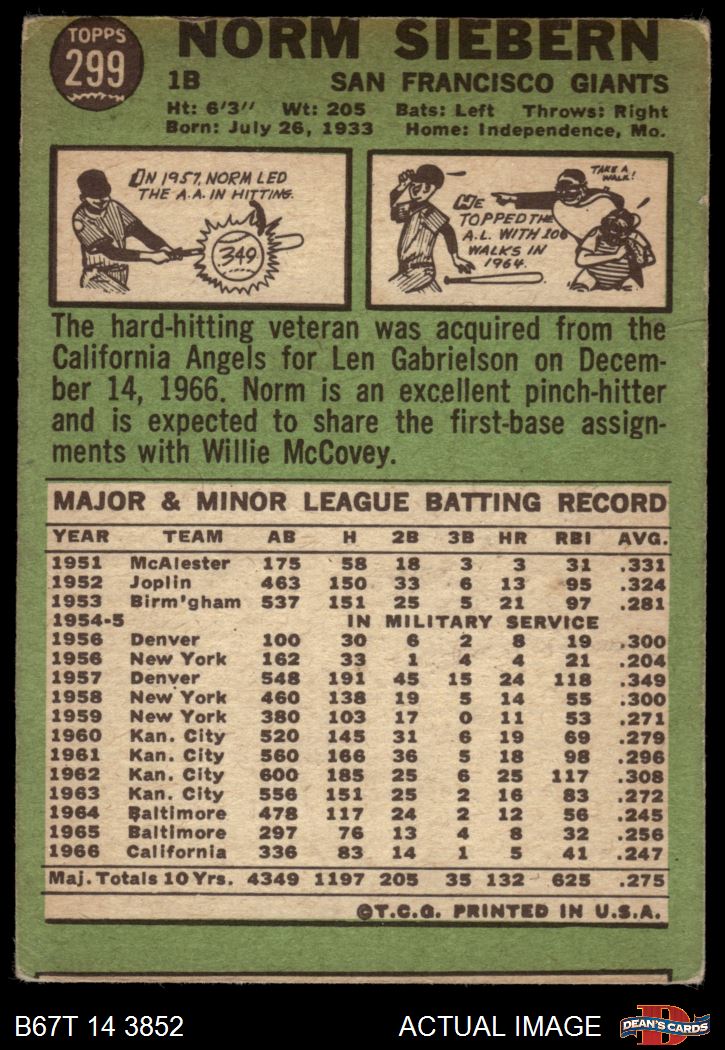 TOPPS
299
NORM SIEBERN
1B SAN FRANCISCO GIANTS
Ht: 6'3" Wt: 205 Bats: Left Throws: Right
Born: July 26, 1933 Home: Independence, Mo.
IN 1957, NORM LED
THE A.A. IN HITTING.
349
HE
TOPPED THE
A.L. WITH 106
WALKS IN
1964.
TAKE A
WALK!
The hard-hitting veteran was acquired from the
California Angels for Len Gabrielson on Decem-
ber 14, 1966. Norm is an excellent pinch-hitter
and is expected to share the first-base assign-
ments with Willie McCovey.
MAJOR & MINOR LEAGUE BATTING RECORD
YEAR TEAM AB H 2B 3B HR RBI AVG.
1951 McAlester 175 58 18 3 3 31 .331
1952 Joplin 463 150 33 6 13 95 .324
1953 Birm'gham 537 151 25 5 21 97 .281
1954-5 IN MILITARY SERVICE
1956 Denver 100 30 6 2 8 19 .300
1956 New York 162 33 1 4 4 21 .204
1957 Denver 548 191 45 15 24 118 .349
1958 New York 460 138 19 5 14 55 .300
1959 New York 380 103 17 0 11 53 .271
1960 Kan. City 520 145 31 6 19 69 .279
1961 Kan. City 560 166 36 5 18 98 .296
1962 Kan. City 600 185 25 6 25 117 .308
1963 Kan. City 556 151 25 2 16 83 .272
1964 Baltimore 478 117 24 2 12 56 .245
1965 Baltimore 297 76 13 4 8 32 .256
1966 California 336 83 14 1 5 41 .247
Maj. Totals 10 Yrs. 4349 1197 205 35 132 625 .275
©T.C.G. PRINTED IN U.S.A.
B67T 14 3852 ACTUAL IMAGE
D
DEAN'S CARDS